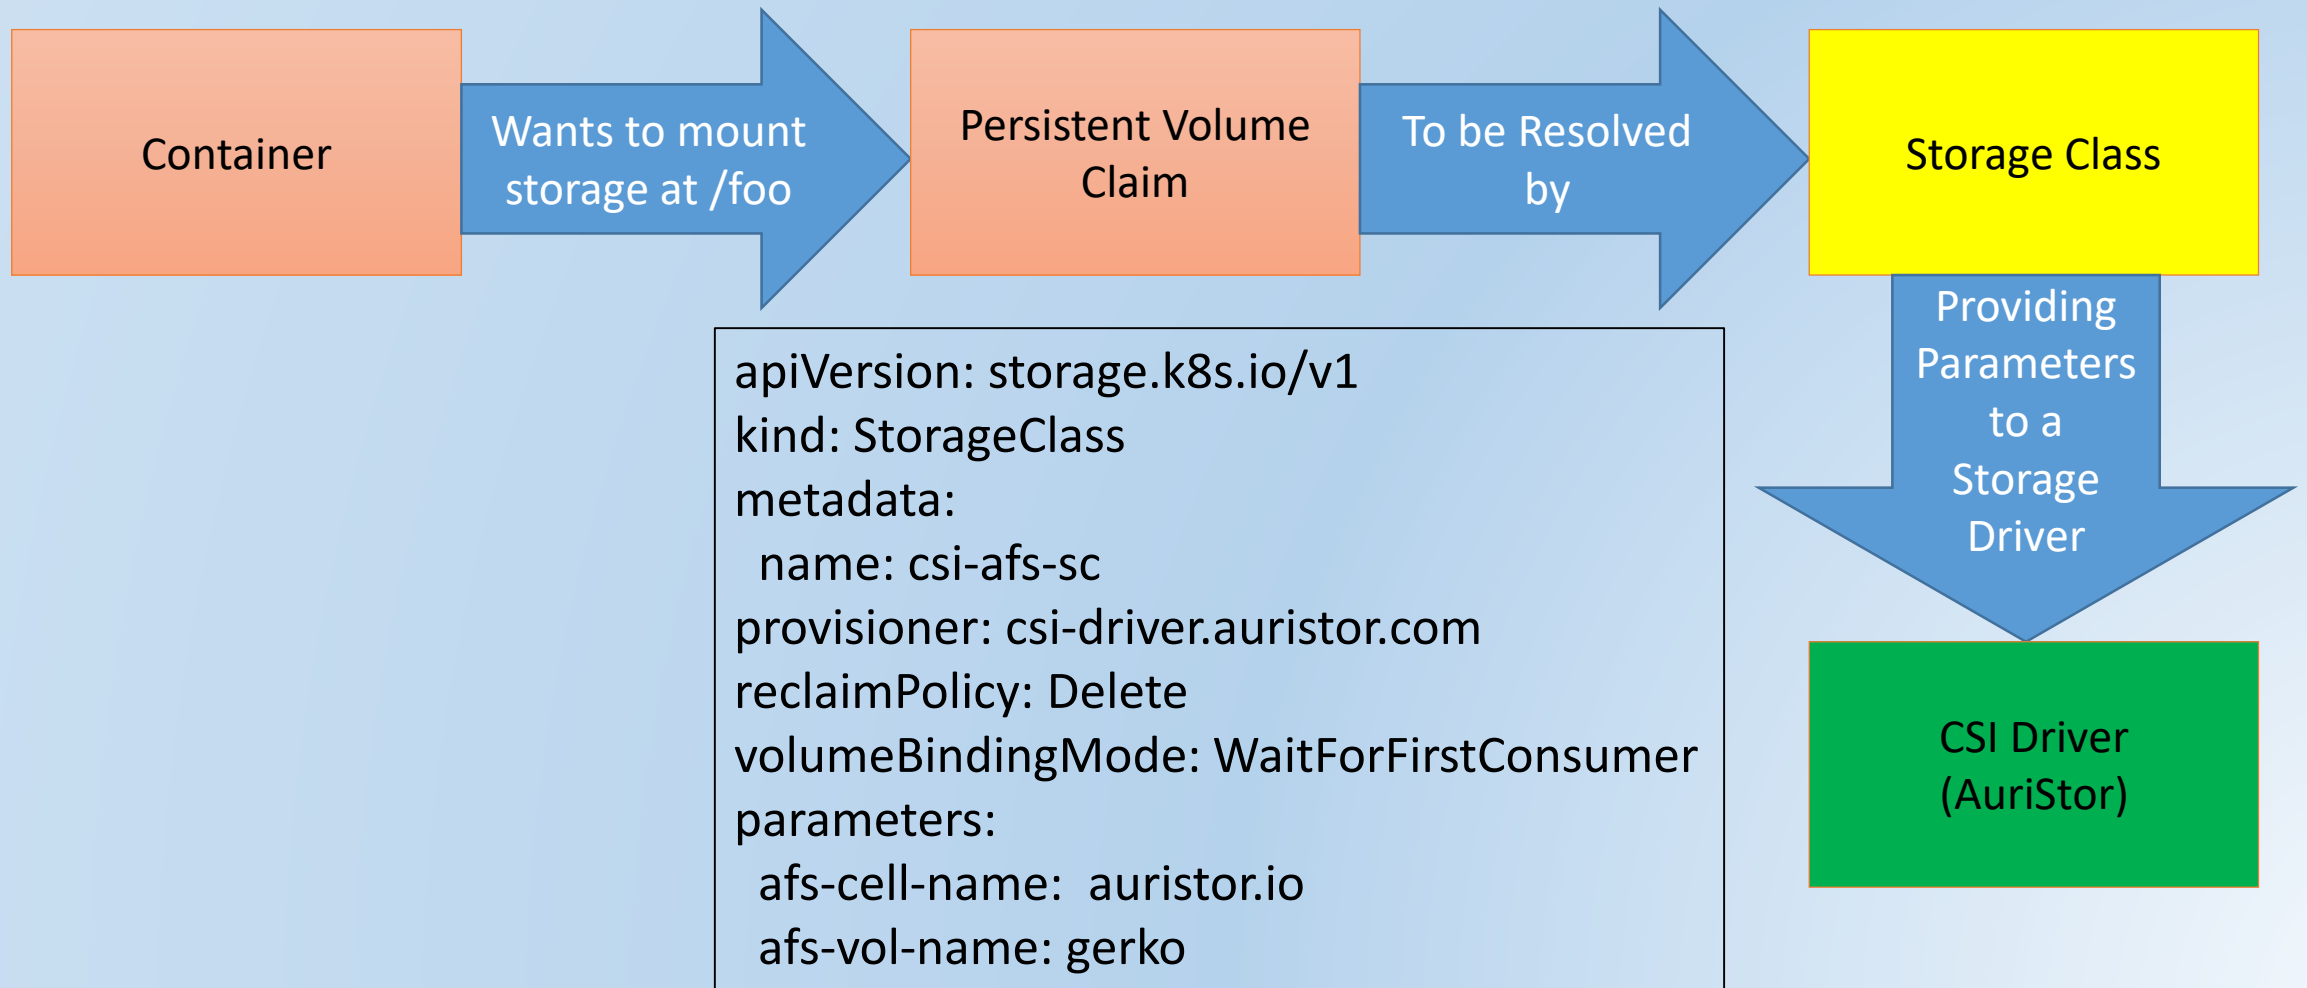 Container
Wants to mount
storage at /foo
Persistent Volume
Claim
To be Resolved
by
Storage Class
Providing
Parameters
to a
Storage
Driver
apiVersion: storage.k8s.io/v1
kind: StorageClass
metadata:
  name: csi-afs-sc
provisioner: csi-driver.auristor.com
reclaimPolicy: Delete
volumeBindingMode: WaitForFirstConsumer
parameters:
  afs-cell-name:  auristor.io
  afs-vol-name: gerko
CSI Driver
(AuriStor)